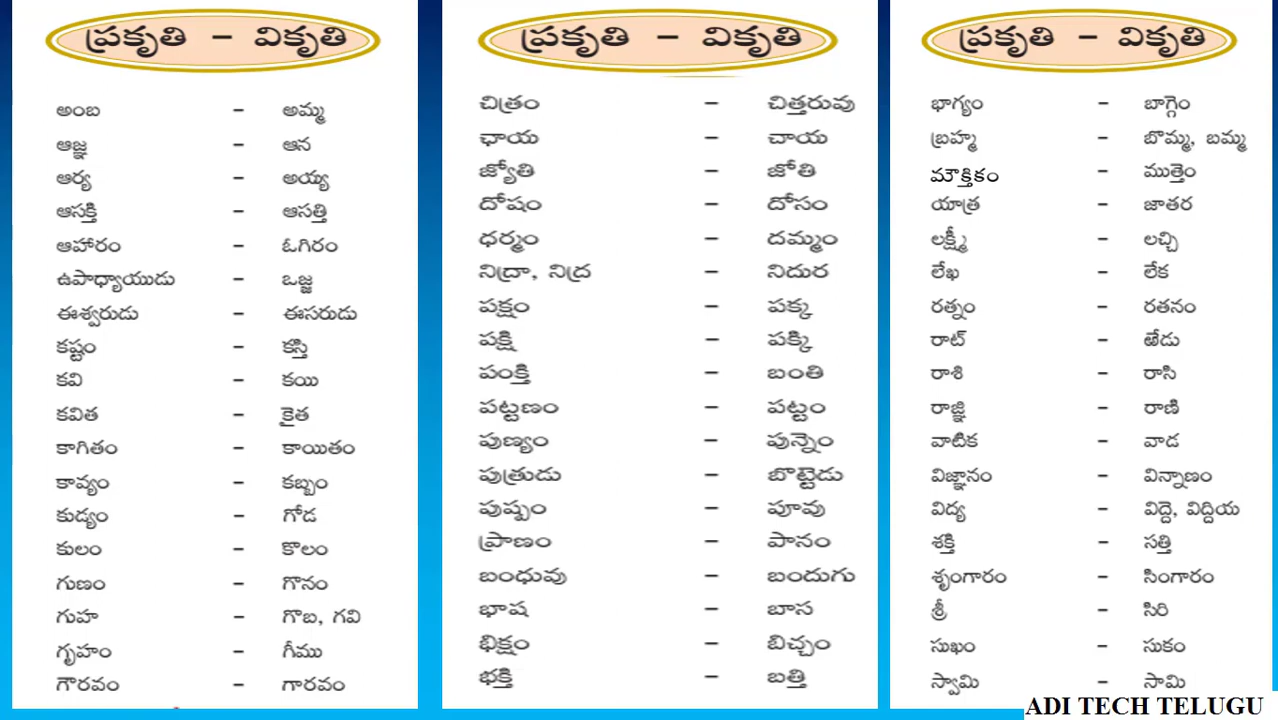 ప్రకృతి – వికృతి
అంబ – అమ్మ
ఆజ్ఞ – ఆన
ఆర్య – అయ్య
ఆసక్తి – ఆసత్తి
ఆహారం – ఓగిరం
ఉపాధ్యాయుడు – ఒజ్జ
ఈశ్వరుడు – ఈసరుడు
కష్టం – కస్తి
కవి – కయి
కవిత – కైత
కాగితం – కాయితం
కావ్యం – కబ్బం
కుడ్యం – గోడ
కులం – కొలం
గుణం – గొనం
గుహ – గొబ, గవి
గృహం – గీము
గౌరవం – గారవం
ప్రకృతి – వికృతి
చిత్రం – చిత్తరువు
ఛాయ – చాయ
జ్యోతి – జోతి
దోషం – దోసం
ధర్మం – దమ్మం
నిద్రా, నిద్ర – నిదుర
పక్షం – పక్క
పక్షి – పక్కి
పంక్తి – బంతి
పట్టణం – పట్టం
పుణ్యం – పున్నెం
పుత్రుడు – బొట్టెడు
పుష్పం – పూవు
ప్రాణం – పానం
బంధువు – బందుగు
భాష – బాస
భిక్షం – బిచ్చం
భక్తి – బత్తి
ప్రకృతి – వికృతి
భాగ్యం – బాగ్గెం
బ్రహ్మ – బొమ్మ, బమ్మ
మౌక్తికం – ముత్తెం
యాత్ర – జాతర
లక్ష్మీ – లచ్చి
లేఖ – లేక
రత్నం – రతనం
రాట్ – ఱేడు
రాశి – రాసి
రాజ్ఞి – రాణి
వాటిక – వాడ
విజ్ఞానం – విన్నాణం
విద్య – విద్దె, విద్దియ
శక్తి – సత్తి
శృంగారం – సింగారం
శ్రీ – సిరి
సుఖం – సుకం
స్వామి – సామి
ADI TECH TELUGU